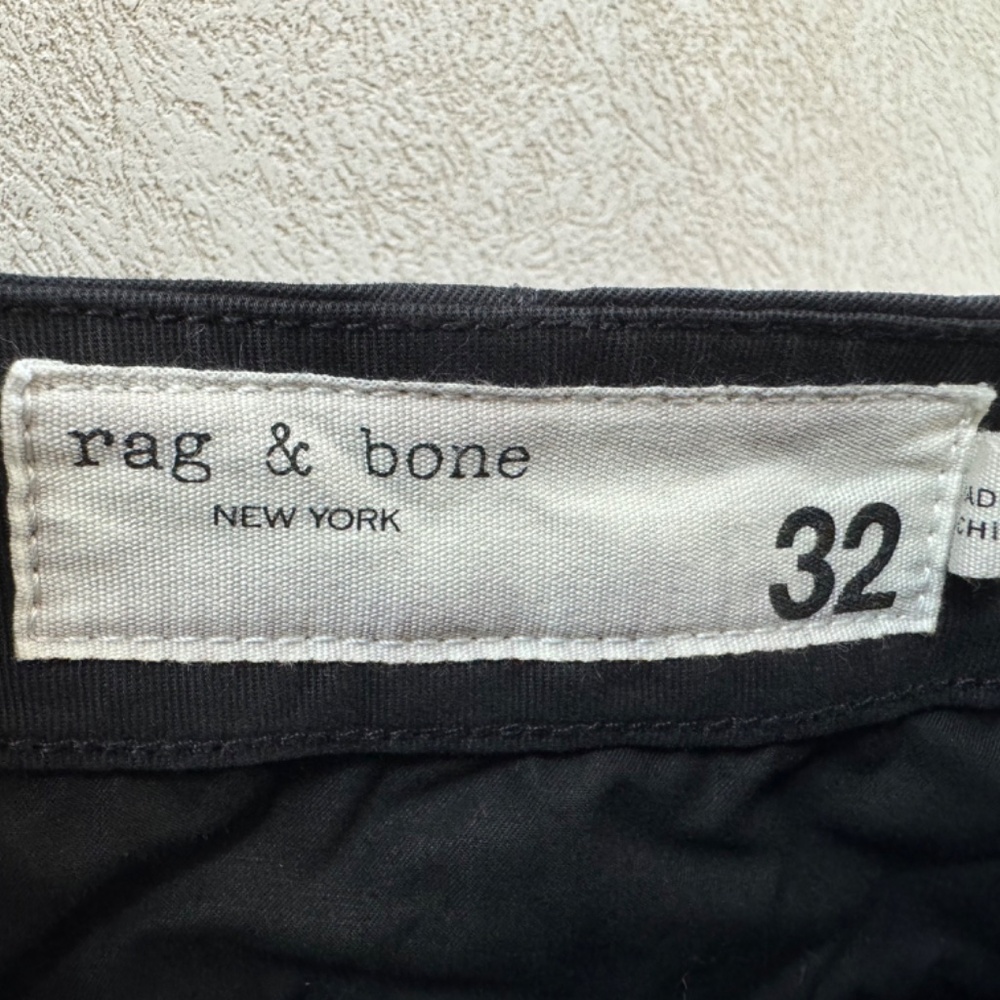 rag & bone
NEW YORK
32